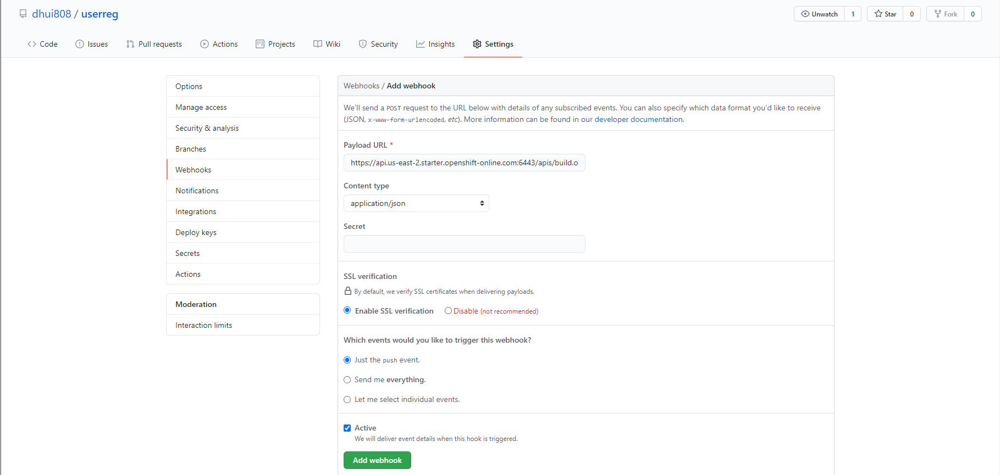 dhui808 / userreg
Unwatch 1 Star 0 Fork 0
Code Issues Pull requests Actions Projects Wiki Security Insights Settings
Options
Manage access
Security & analysis
Branches
Webhooks
Notifications
Integrations
Deploy keys
Secrets
Actions
Moderation
Interaction limits
Webhooks / Add webhook
We'll send a POST request to the URL below with details of any subscribed events. You can also specify which data format you'd like to receive
(JSON, x-www-form-urlencoded, etc). More information can be found in our developer documentation.
Payload URL *
https://api.us-east-2.starter.openshift-online.com:6443/apis/build.o
Content type
application/json
Secret
SSL verification
By default, we verify SSL certificates when delivering payloads.
Enable SSL verification Disable (not recommended)
Which events would you like to trigger this webhook?
Just the push event.
Send me everything.
Let me select individual events.
Active
We will deliver event details when this hook is triggered.
Add webhook